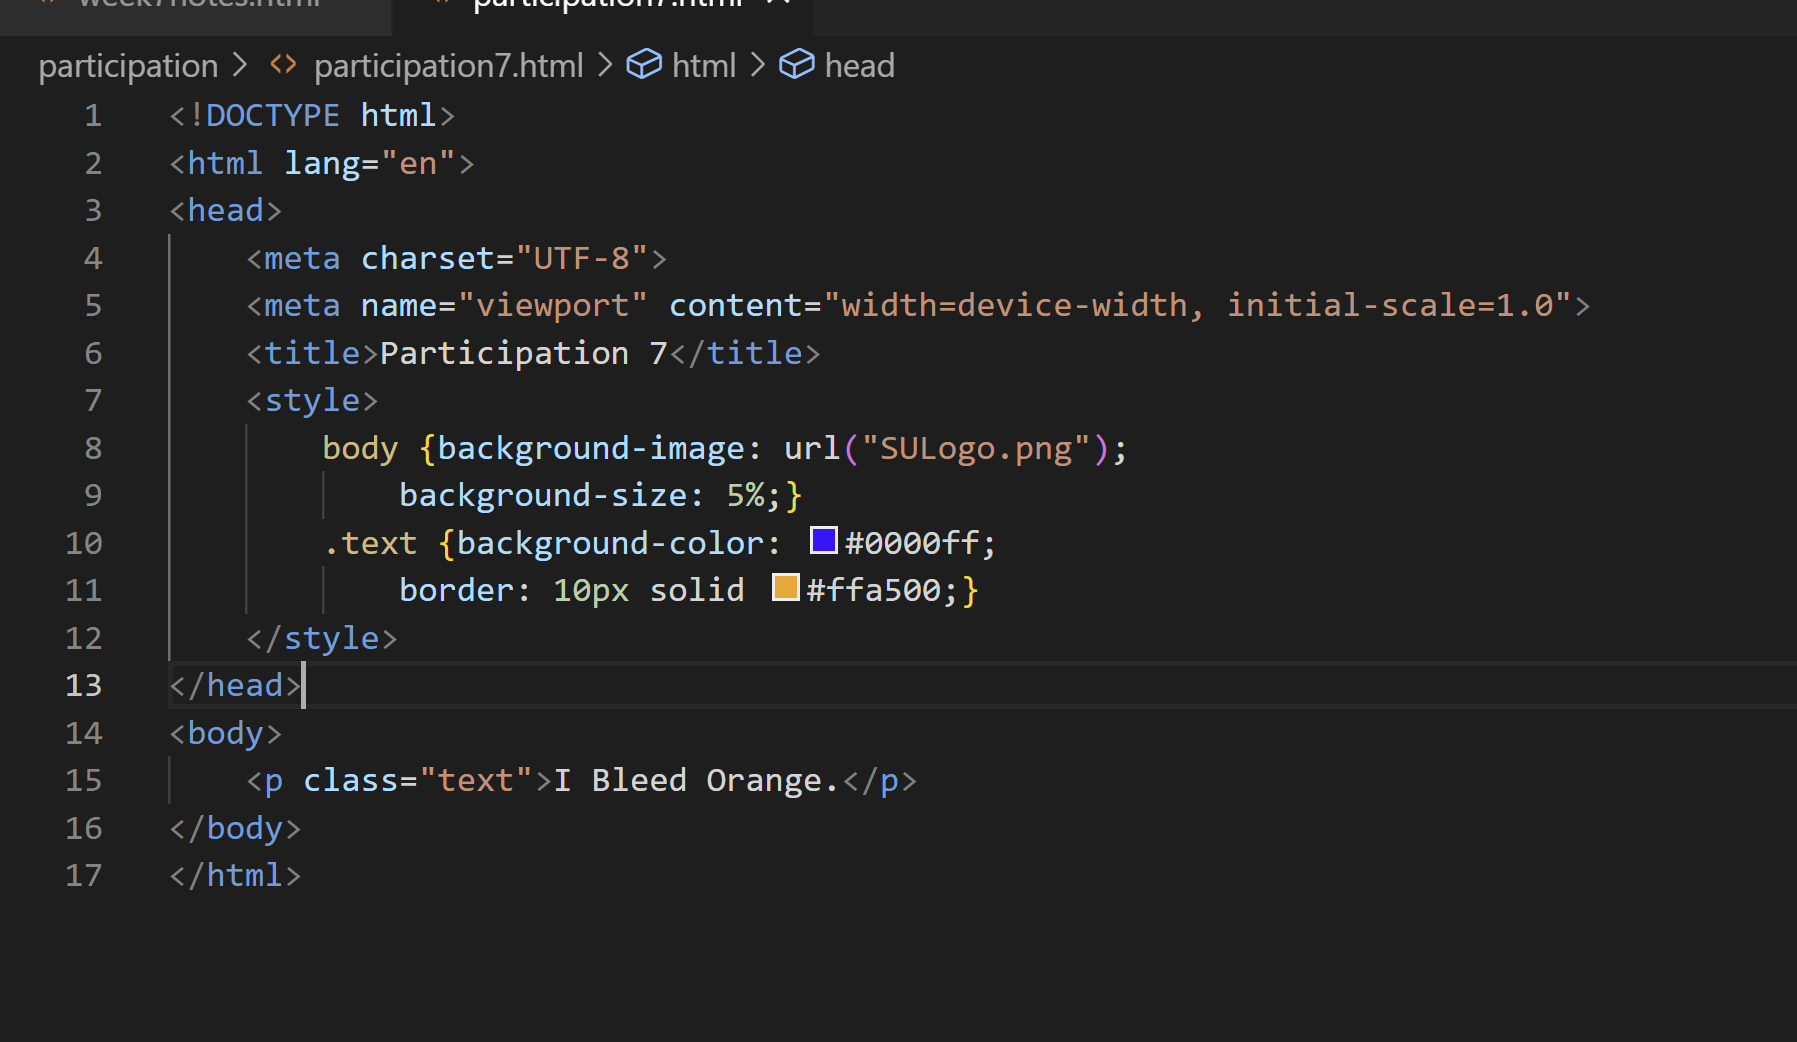 week7notes.html participation7.html
participation > participation7.html > html > head
1 <!DOCTYPE html>
2 <html lang="en">
3 <head>
4     <meta charset="UTF-8">
5     <meta name="viewport" content="width=device-width, initial-scale=1.0">
6     <title>Participation 7</title>
7     <style>
8         body {background-image: url("SULogo.png");
9             background-size: 5%;}
10         .text {background-color: #0000ff;
11             border: 10px solid #ffa500;}
12     </style>
13 </head>
14 <body>
15     <p class="text">I Bleed Orange.</p>
16 </body>
17 </html>